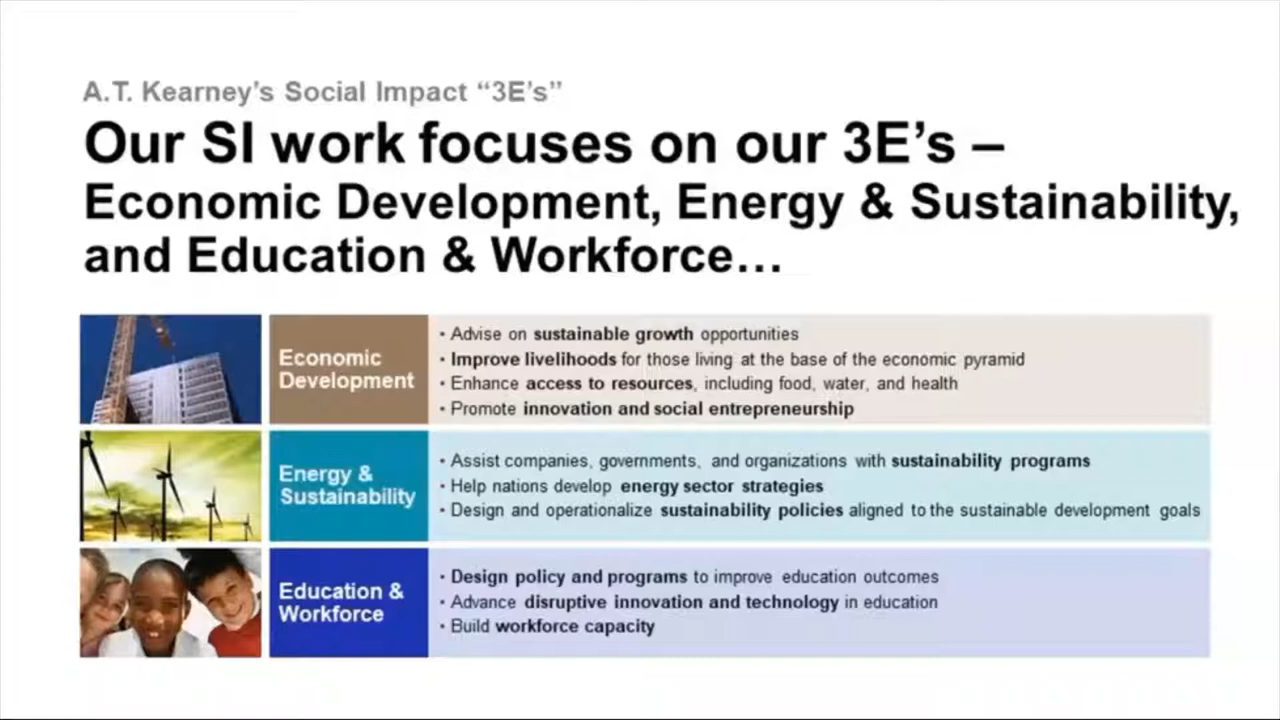 A.T. Kearney's Social Impact “3E's”
Our SI work focuses on our 3E's –
Economic Development, Energy & Sustainability,
and Education & Workforce…
Economic
Development
• Advise on sustainable growth opportunities
• Improve livelihoods for those living at the base of the economic pyramid
• Enhance access to resources, including food, water, and health
• Promote innovation and social entrepreneurship
Energy &
Sustainability
• Assist companies, governments, and organizations with sustainability programs
• Help nations develop energy sector strategies
• Design and operationalize sustainability policies aligned to the sustainable development goals
Education &
Workforce
• Design policy and programs to improve education outcomes
• Advance disruptive innovation and technology in education
• Build workforce capacity